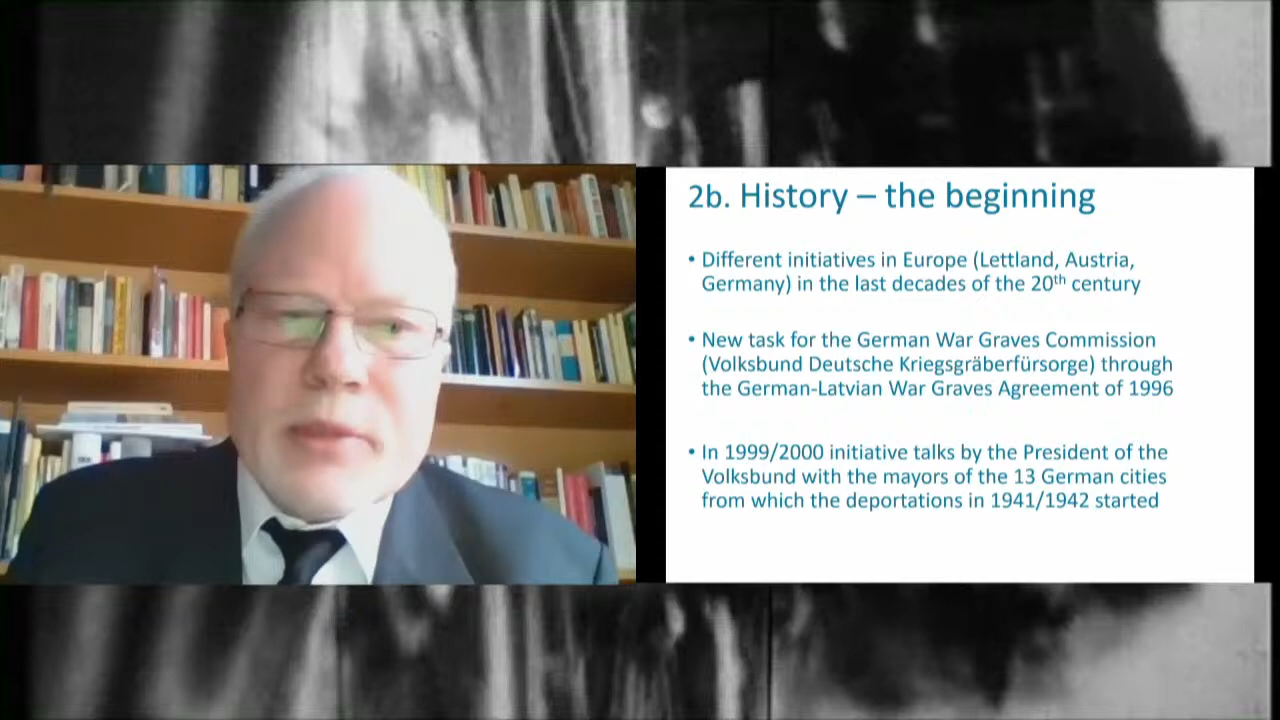 2b. History – the beginning
• Different initiatives in Europe (Lettland, Austria,
Germany) in the last decades of the 20th century
• New task for the German War Graves Commission
(Volksbund Deutsche Kriegsgräberfürsorge) through
the German-Latvian War Graves Agreement of 1996
• In 1999/2000 initiative talks by the President of the
Volksbund with the mayors of the 13 German cities
from which the deportations in 1941/1942 started